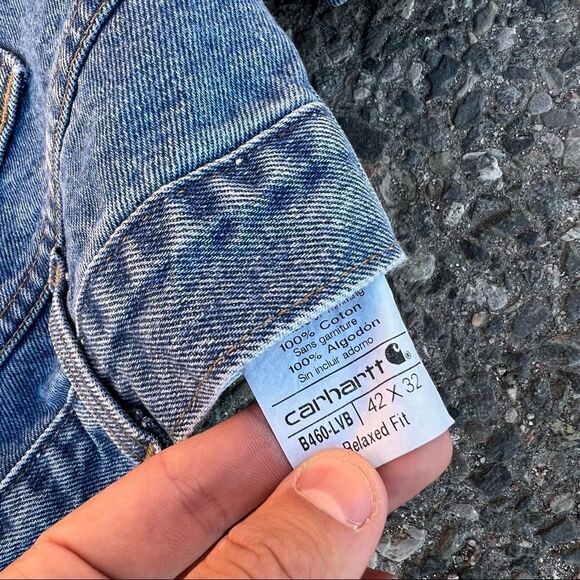 100% Coton
Sans garniture
100% Algodón
Sin incluir adorno
carhartt ®
B460-LVB 42 X 32
Relaxed Fit